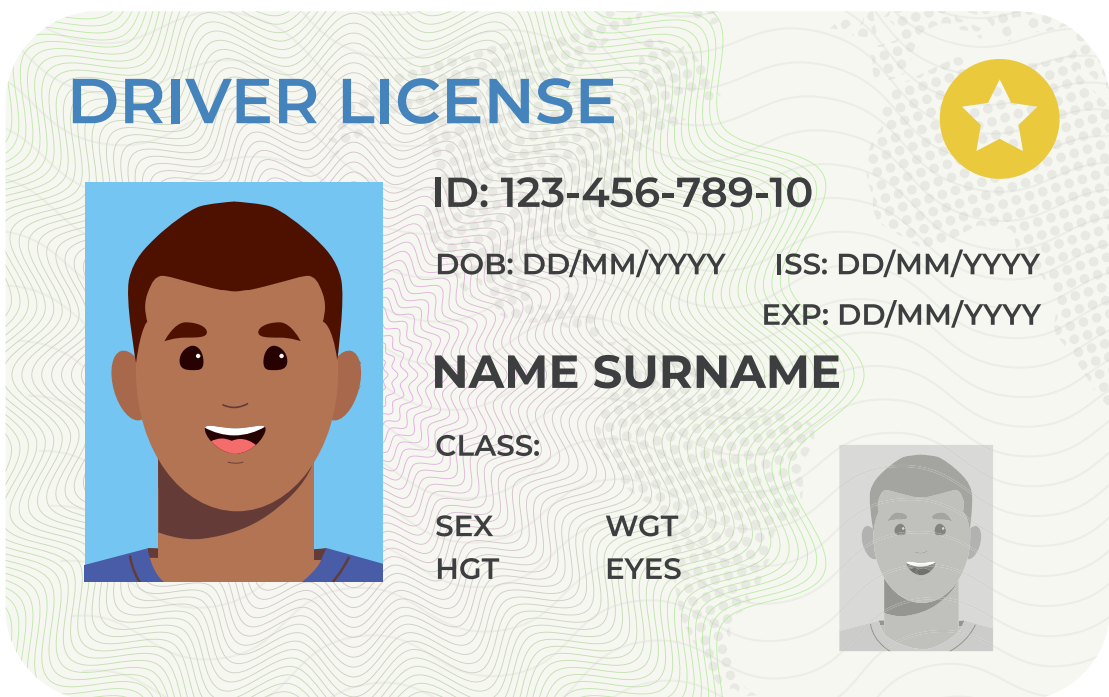 DRIVER LICENSE
ID: 123-456-789-10
DOB: DD/MM/YYYY ISS: DD/MM/YYYY
EXP: DD/MM/YYYY
NAME SURNAME
CLASS:
SEX WGT
HGT EYES